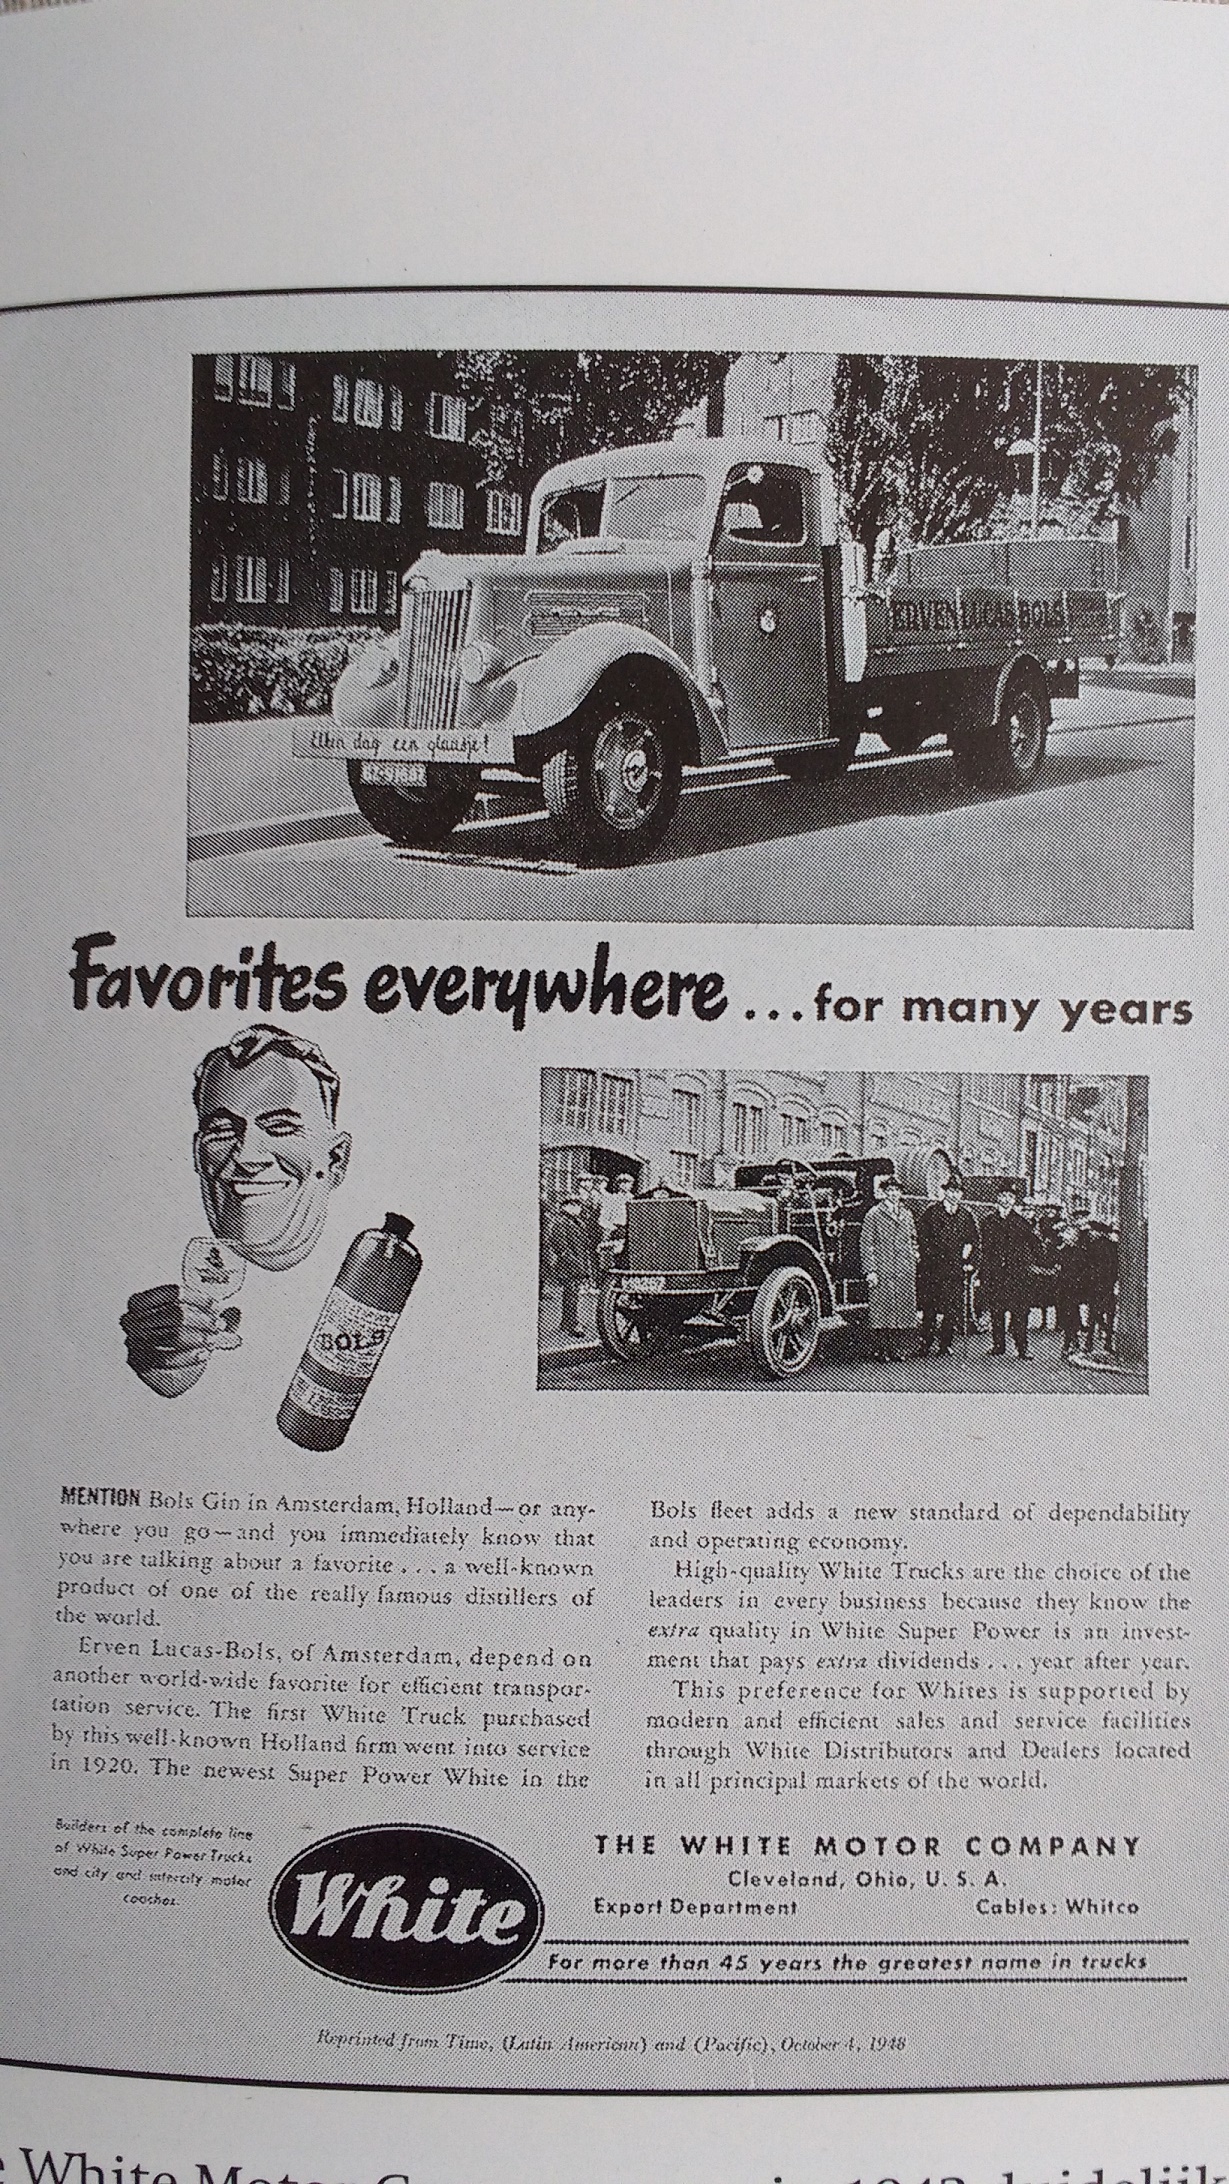 ERVEN LUCAS BOLS
Elken dag een glaasje!
Favorites everywhere ... for many years
BOLS
MENTION Bols Gin in Amsterdam, Holland—or any-
where you go—and you immediately know that
you are talking about a favorite . . . a well-known
product of one of the really famous distillers of
the world.
Erven Lucas-Bols, of Amsterdam, depend on
another world-wide favorite for efficient transpor-
tation service. The first White Truck purchased
by this well-known Holland firm went into service
in 1920. The newest Super Power White in the
Bols fleet adds a new standard of dependability
and operating economy.
High-quality White Trucks are the choice of the
leaders in every business because they know the
extra quality in White Super Power is an invest-
ment that pays extra dividends . . . year after year.
This preference for Whites is supported by
modern and efficient sales and service facilities
through White Distributors and Dealers located
in all principal markets of the world.
Builders of the complete line
of White Super Power Trucks
and city and intercity motor
coaches.
White
THE WHITE MOTOR COMPANY
Cleveland, Ohio, U. S. A.
Export Department Cables: Whitco
For more than 45 years the greatest name in trucks
Reprinted from Time, (Latin American) and (Pacific), October 4, 1948
White Motor